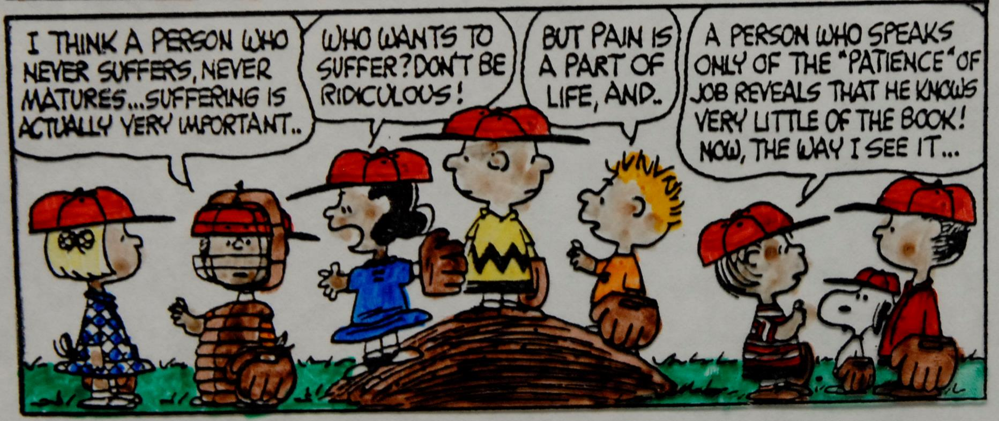 I THINK A PERSON WHO
NEVER SUFFERS, NEVER
MATURES...SUFFERING IS
ACTUALLY VERY IMPORTANT..
WHO WANTS TO
SUFFER? DON'T BE
RIDICULOUS!
BUT PAIN IS
A PART OF
LIFE, AND..
A PERSON WHO SPEAKS
ONLY OF THE "PATIENCE" OF
JOB REVEALS THAT HE KNOWS
VERY LITTLE OF THE BOOK!
NOW, THE WAY I SEE IT...